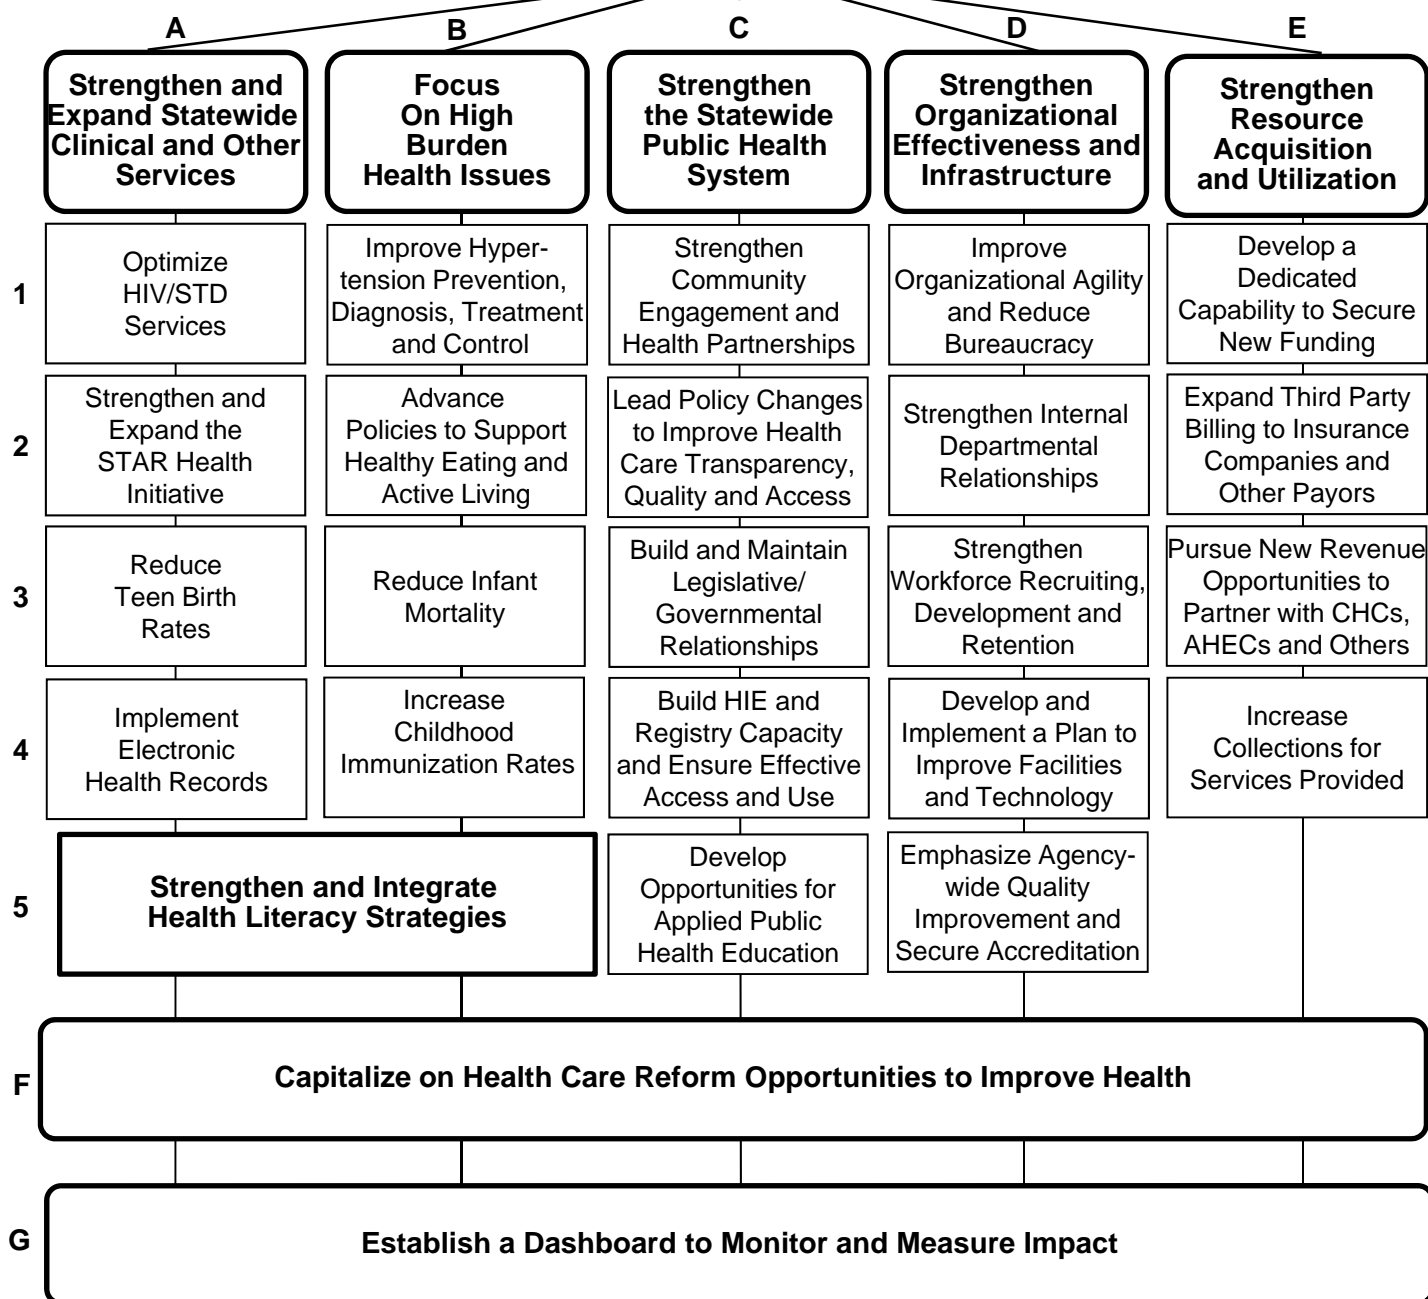 A
B
C
D
E
Strengthen and
Expand Statewide
Clinical and Other
Services
Focus
On High
Burden
Health Issues
Strengthen
the Statewide
Public Health
System
Strengthen
Organizational
Effectiveness and
Infrastructure
Strengthen
Resource
Acquisition
and Utilization
1
Optimize
HIV/STD
Services
Improve Hyper-
tension Prevention,
Diagnosis, Treatment
and Control
Strengthen
Community
Engagement and
Health Partnerships
Improve
Organizational Agility
and Reduce
Bureaucracy
Develop a
Dedicated
Capability to Secure
New Funding
2
Strengthen and
Expand the
STAR Health
Initiative
Advance
Policies to Support
Healthy Eating and
Active Living
Lead Policy Changes
to Improve Health
Care Transparency,
Quality and Access
Strengthen Internal
Departmental
Relationships
Expand Third Party
Billing to Insurance
Companies and
Other Payors
3
Reduce
Teen Birth
Rates
Reduce Infant
Mortality
Build and Maintain
Legislative/
Governmental
Relationships
Strengthen
Workforce Recruiting,
Development and
Retention
Pursue New Revenue
Opportunities to
Partner with CHCs,
AHECs and Others
4
Implement
Electronic
Health Records
Increase
Childhood
Immunization Rates
Build HIE and
Registry Capacity
and Ensure Effective
Access and Use
Develop and
Implement a Plan to
Improve Facilities
and Technology
Increase
Collections for
Services Provided
5
Strengthen and Integrate
Health Literacy Strategies
Develop
Opportunities for
Applied Public
Health Education
Emphasize Agency-
wide Quality
Improvement and
Secure Accreditation
F
Capitalize on Health Care Reform Opportunities to Improve Health
G
Establish a Dashboard to Monitor and Measure Impact